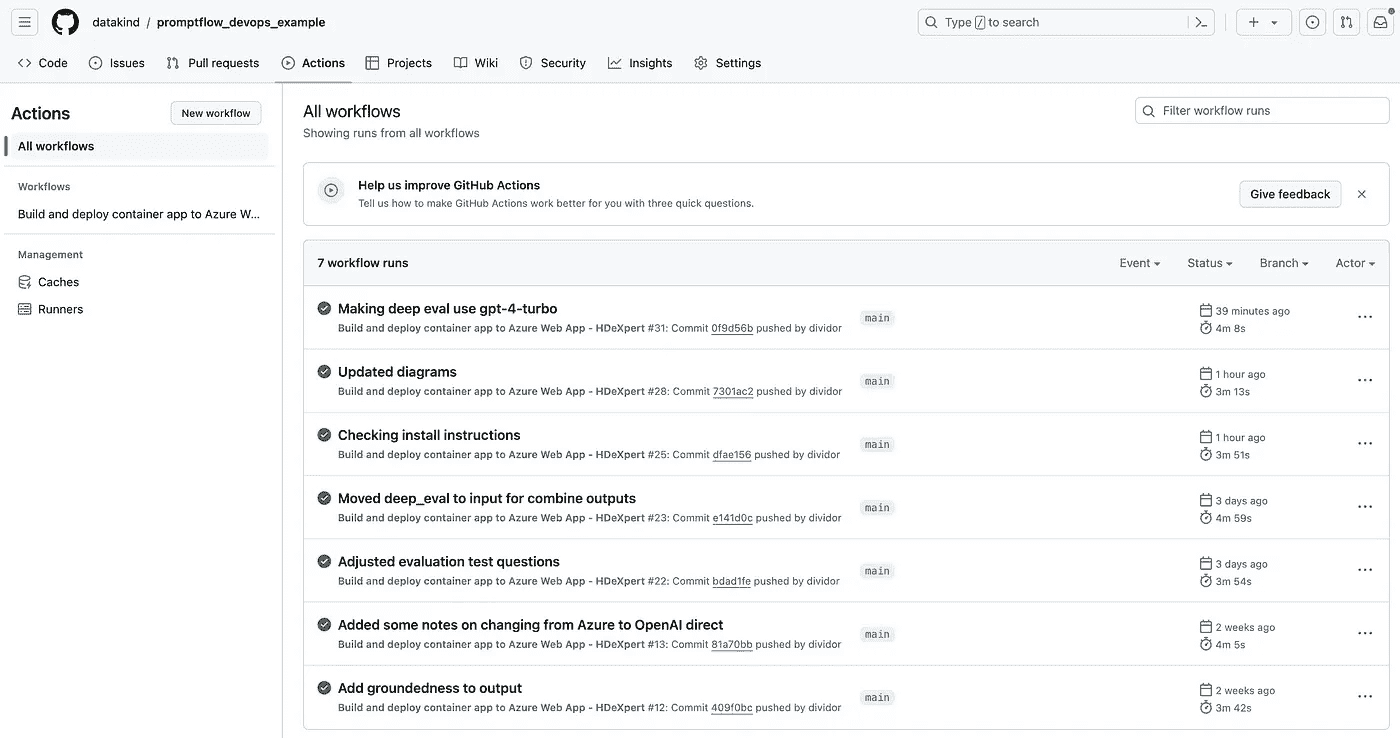 datakind / promptflow_devops_example
Type / to search
Code Issues Pull requests Actions Projects Wiki Security Insights Settings
Actions
New workflow
All workflows
Workflows
Build and deploy container app to Azure W...
Management
Caches
Runners
All workflows
Showing runs from all workflows
Filter workflow runs
Help us improve GitHub Actions
Tell us how to make GitHub Actions work better for you with three quick questions.
Give feedback
7 workflow runs
Event Status Branch Actor
Making deep eval use gpt-4-turbo
Build and deploy container app to Azure Web App - HDeXpert #31: Commit 0f9d56b pushed by dividor
main
39 minutes ago
4m 8s
Updated diagrams
Build and deploy container app to Azure Web App - HDeXpert #28: Commit 7301ac2 pushed by dividor
main
1 hour ago
3m 13s
Checking install instructions
Build and deploy container app to Azure Web App - HDeXpert #25: Commit dfae156 pushed by dividor
main
1 hour ago
3m 51s
Moved deep_eval to input for combine outputs
Build and deploy container app to Azure Web App - HDeXpert #23: Commit e141d0c pushed by dividor
main
3 days ago
4m 59s
Adjusted evaluation test questions
Build and deploy container app to Azure Web App - HDeXpert #22: Commit bdad1fe pushed by dividor
main
3 days ago
3m 54s
Added some notes on changing from Azure to OpenAI direct
Build and deploy container app to Azure Web App - HDeXpert #13: Commit 81a70bb pushed by dividor
main
2 weeks ago
4m 5s
Add groundedness to output
Build and deploy container app to Azure Web App - HDeXpert #12: Commit 409f0bc pushed by dividor
main
2 weeks ago
3m 42s